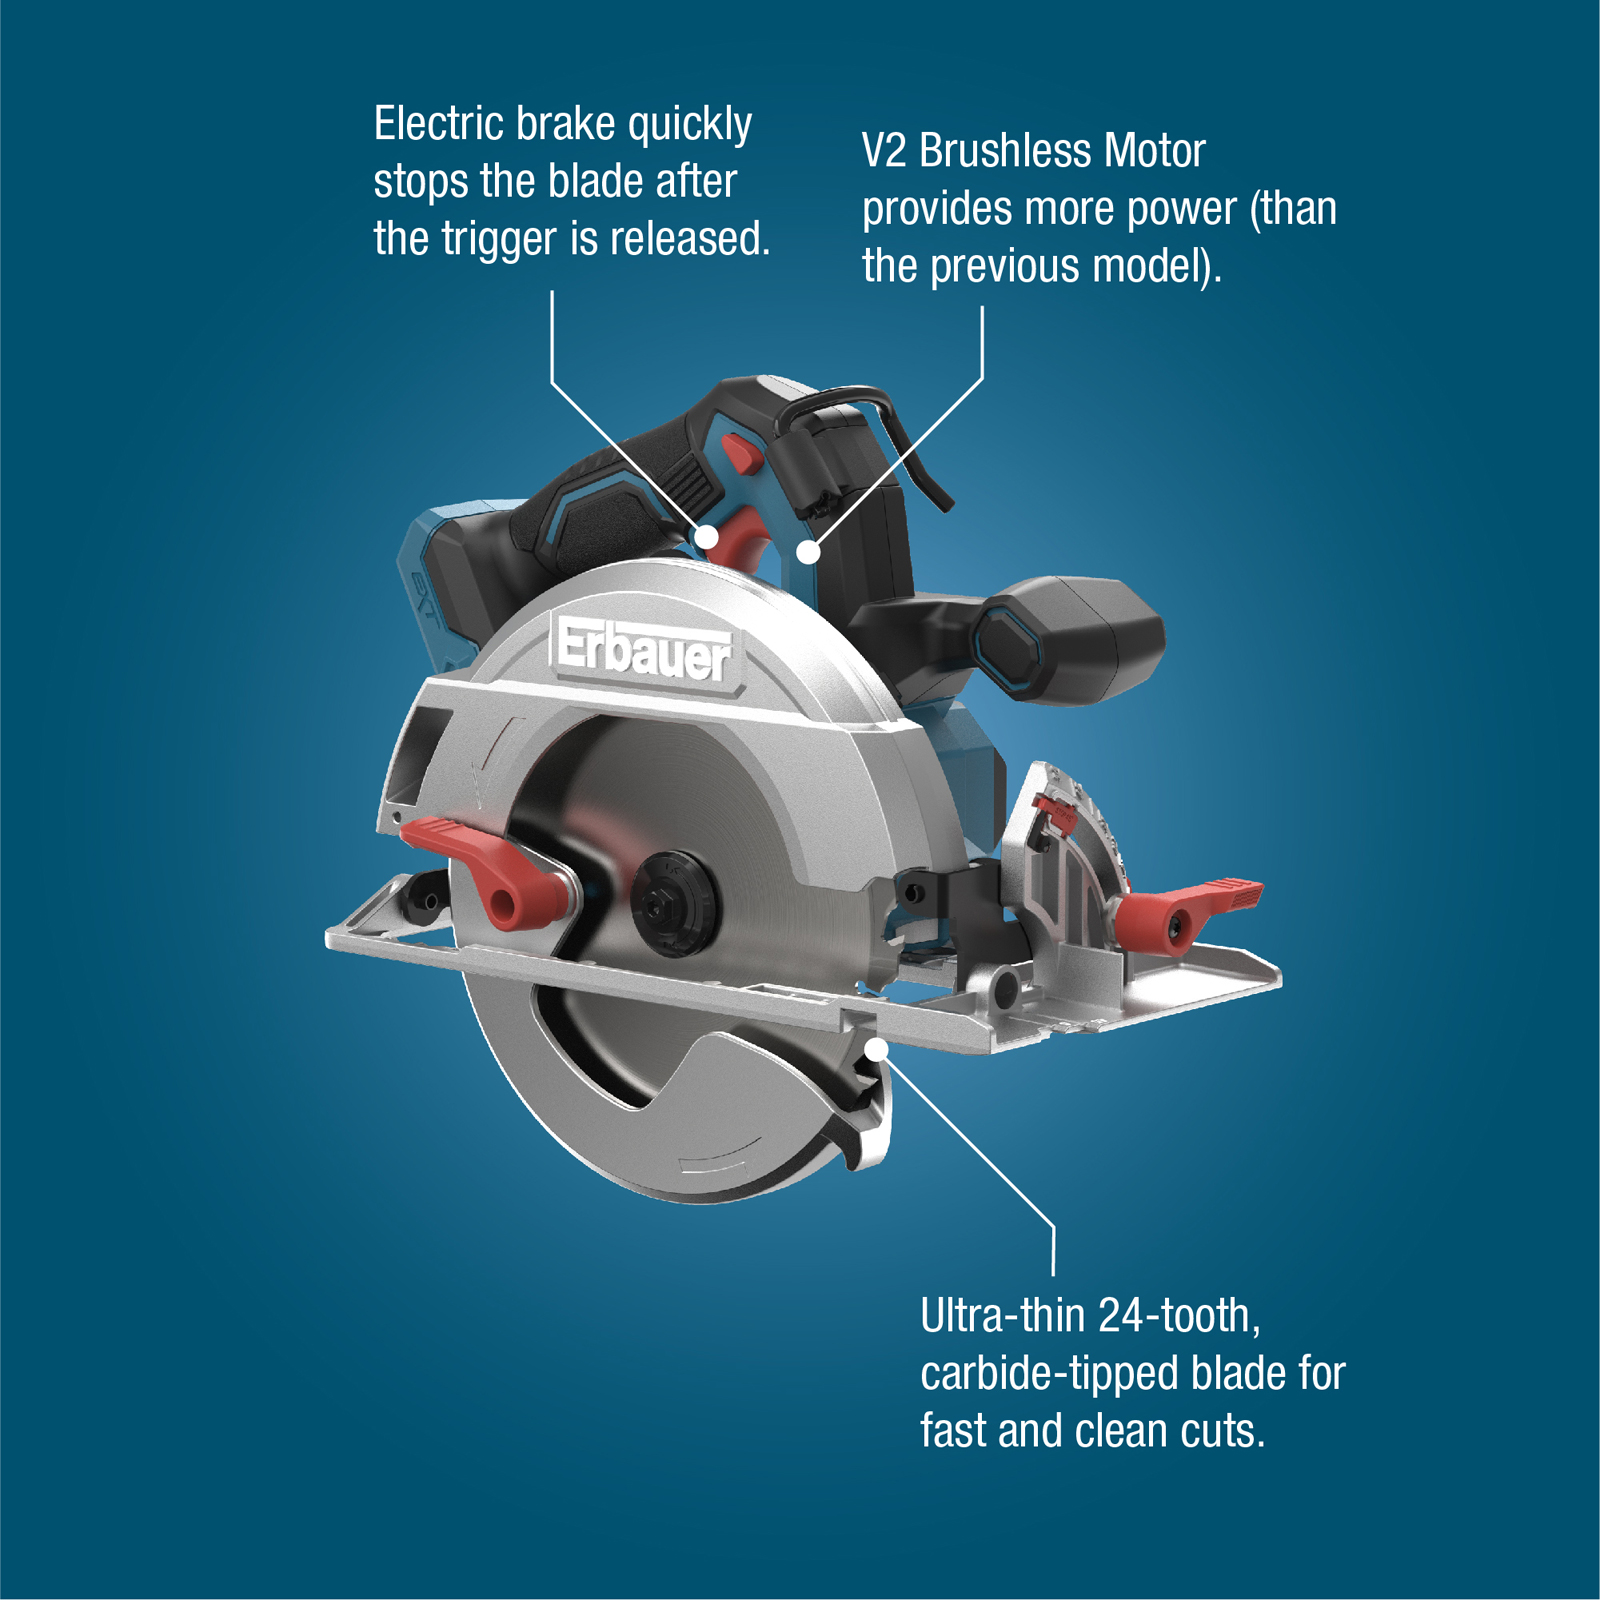 Electric brake quickly
stops the blade after
the trigger is released.
V2 Brushless Motor
provides more power (than
the previous model).
EXT
Erbauer
Ultra-thin 24-tooth,
carbide-tipped blade for
fast and clean cuts.